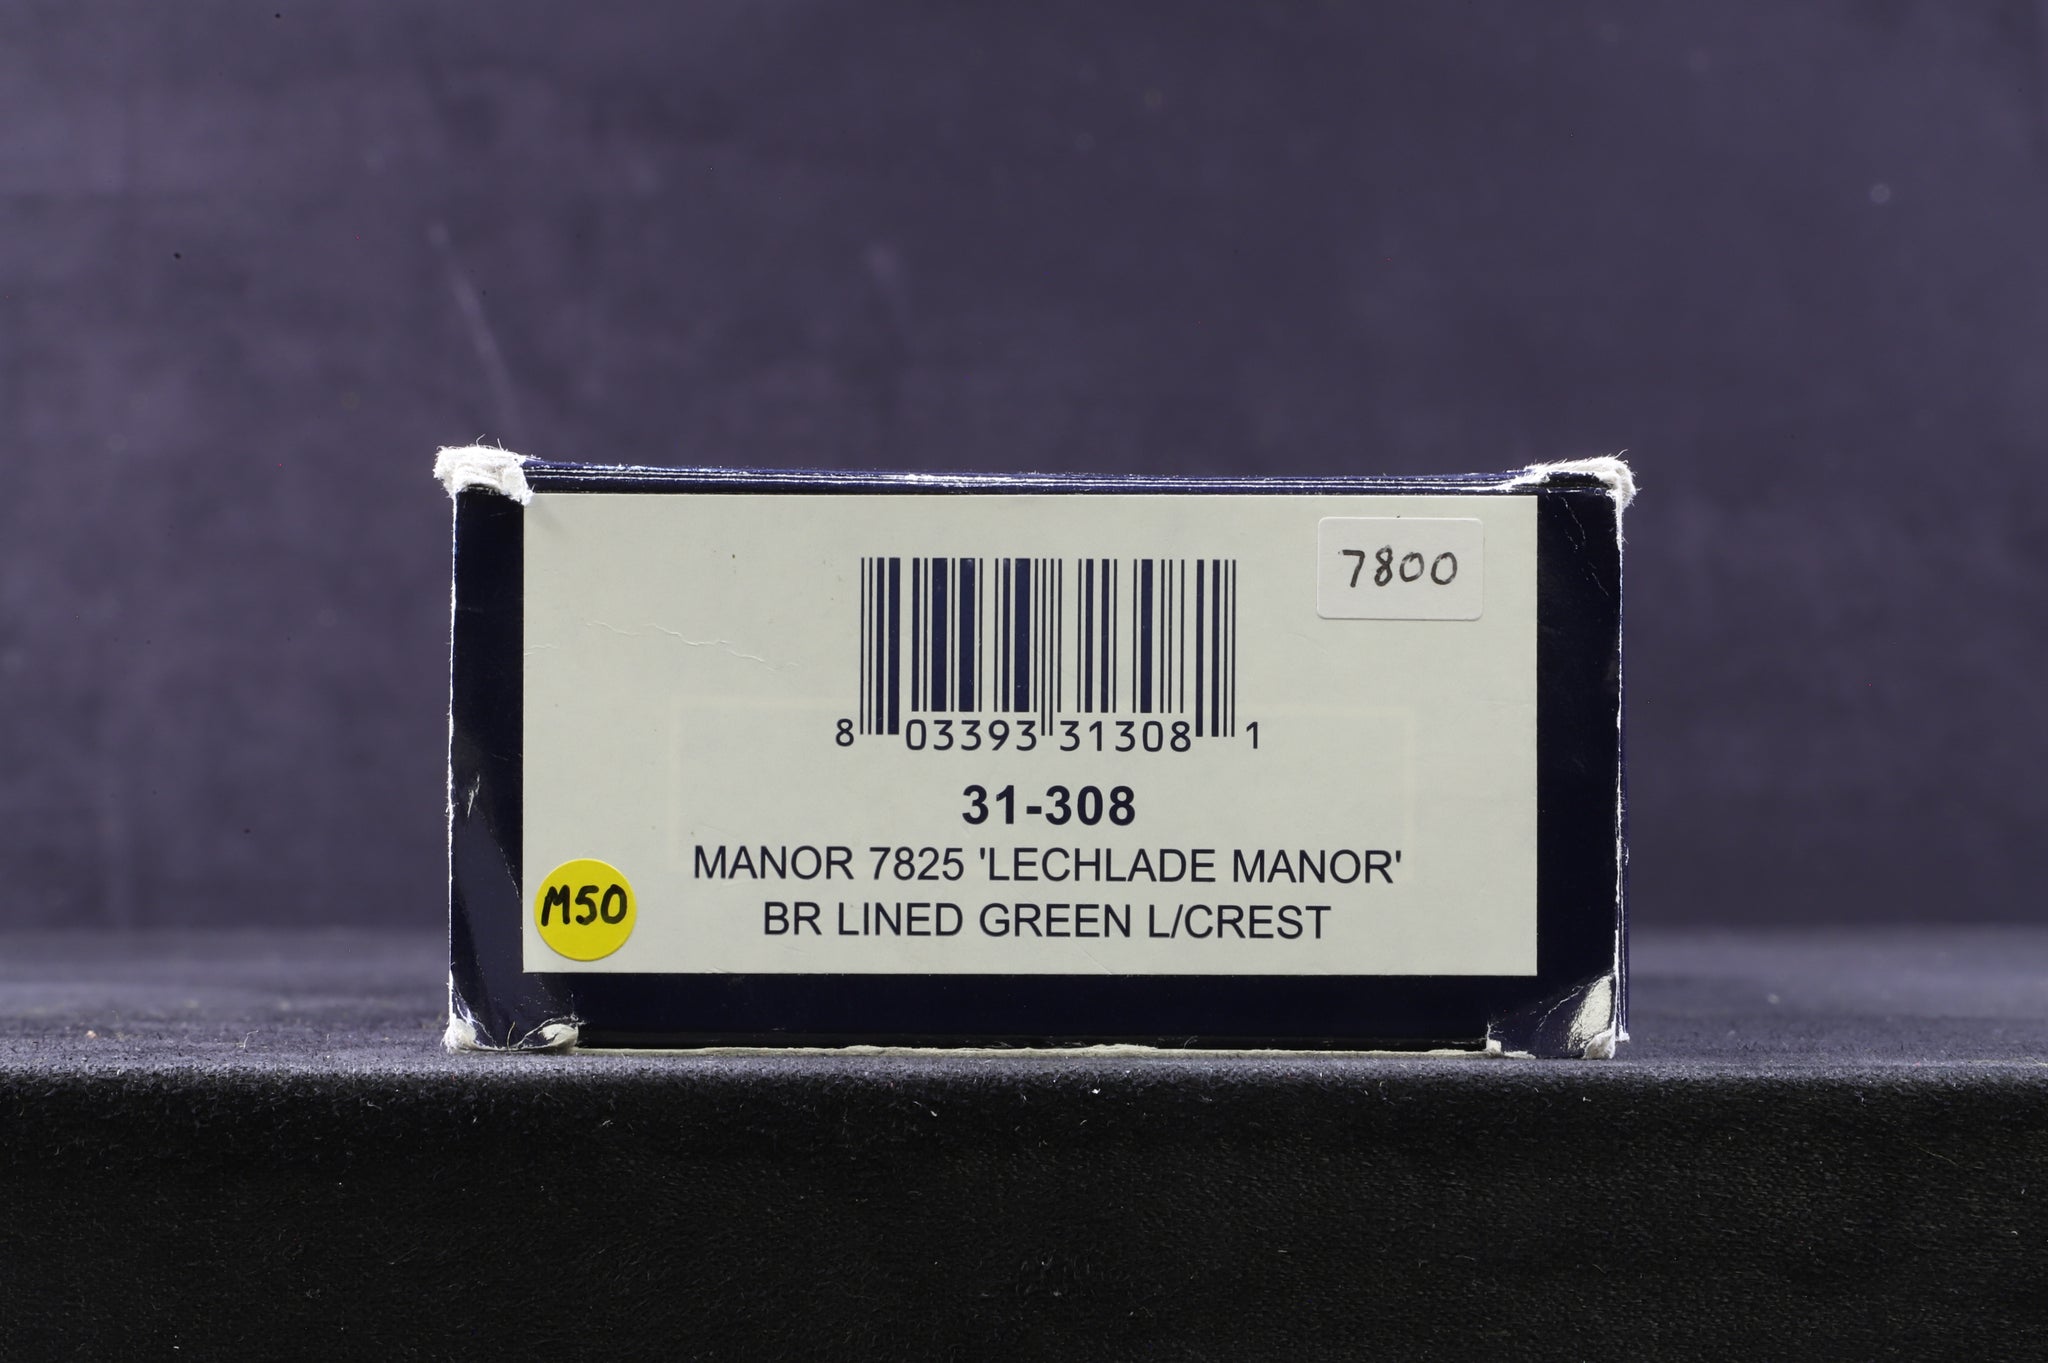 7800
8 03393 31308 1
31-308
MANOR 7825 'LECHLADE MANOR'
BR LINED GREEN L/CREST
M50